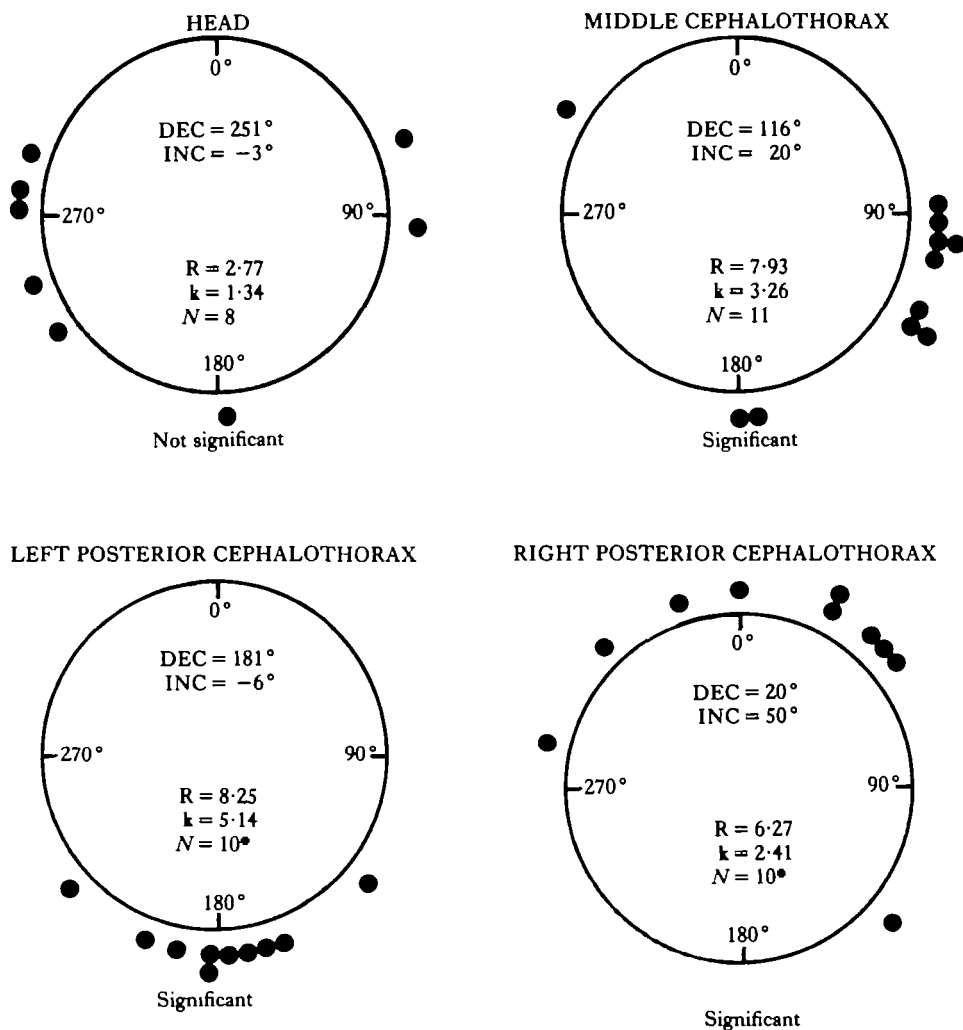 HEAD
0°
DEC = 251°
INC = −3°
270°
90°
R = 2·77
k = 1·34
N = 8
180°
Not significant
MIDDLE CEPHALOTHORAX
0°
DEC = 116°
INC = 20°
270°
90°
R = 7·93
k = 3·26
N = 11
180°
Significant
LEFT POSTERIOR CEPHALOTHORAX
0°
DEC = 181°
INC = −6°
270°
90°
R = 8·25
k = 5·14
N = 10*
180°
Significant
RIGHT POSTERIOR CEPHALOTHORAX
0°
DEC = 20°
INC = 50°
270°
90°
R = 6·27
k = 2·41
N = 10*
180°
Significant